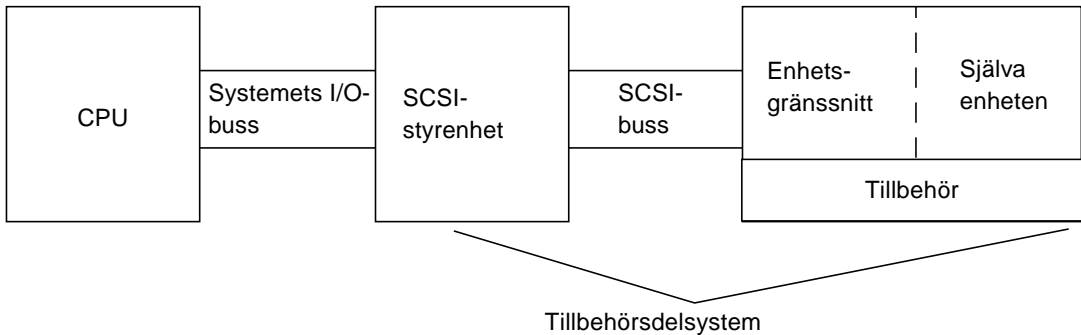 CPU
Systemets I/O-
buss
SCSI-
styrenhet
SCSI-
buss
Enhets-
gränssnitt
Själva
enheten
Tillbehör
Tillbehörsdelsystem